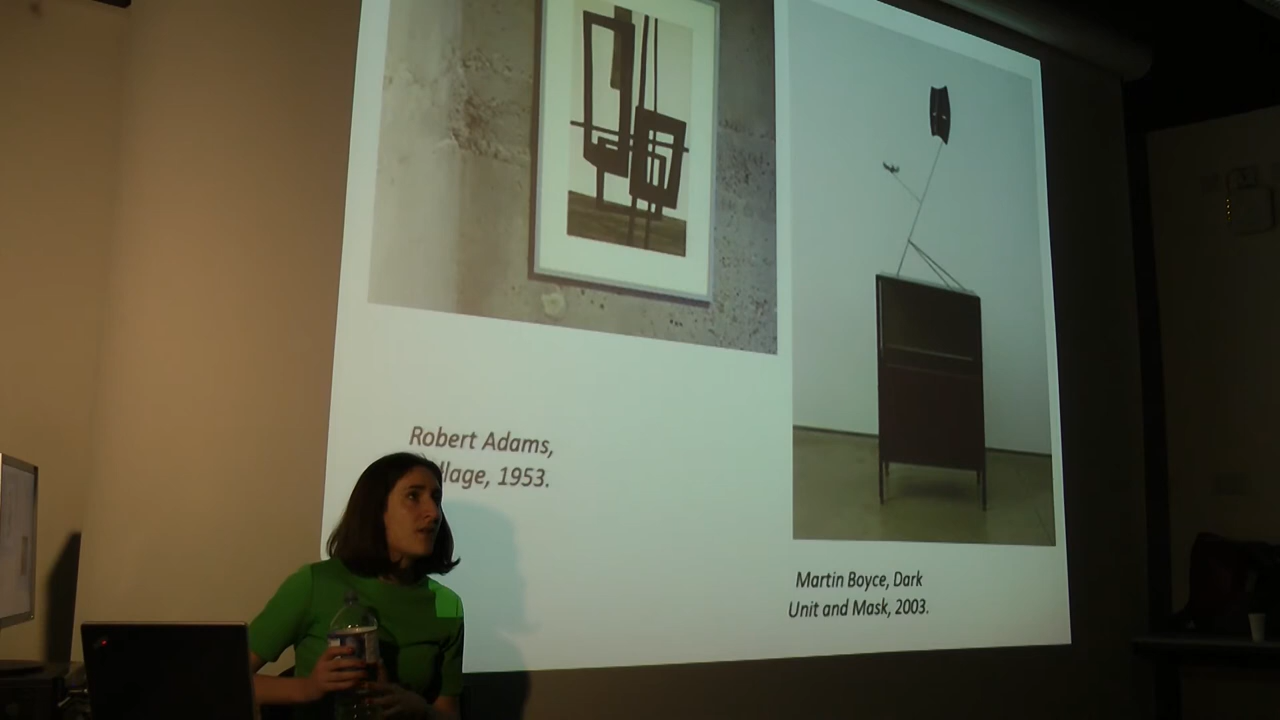 Robert Adams,
llage, 1953.
Martin Boyce, Dark
Unit and Mask, 2003.